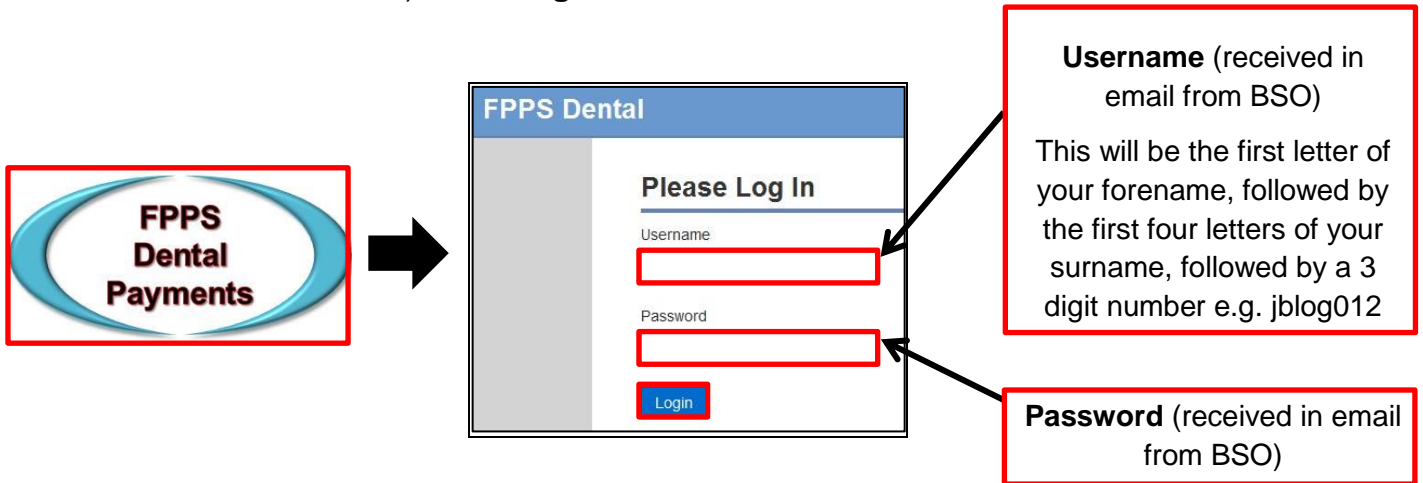 FPPS
Dental
Payments
FPPS Dental
Please Log In
Username
Password
Login
Username (received in
email from BSO)
This will be the first letter of
your forename, followed by
the first four letters of your
surname, followed by a 3
digit number e.g. jblog012
Password (received in email
from BSO)